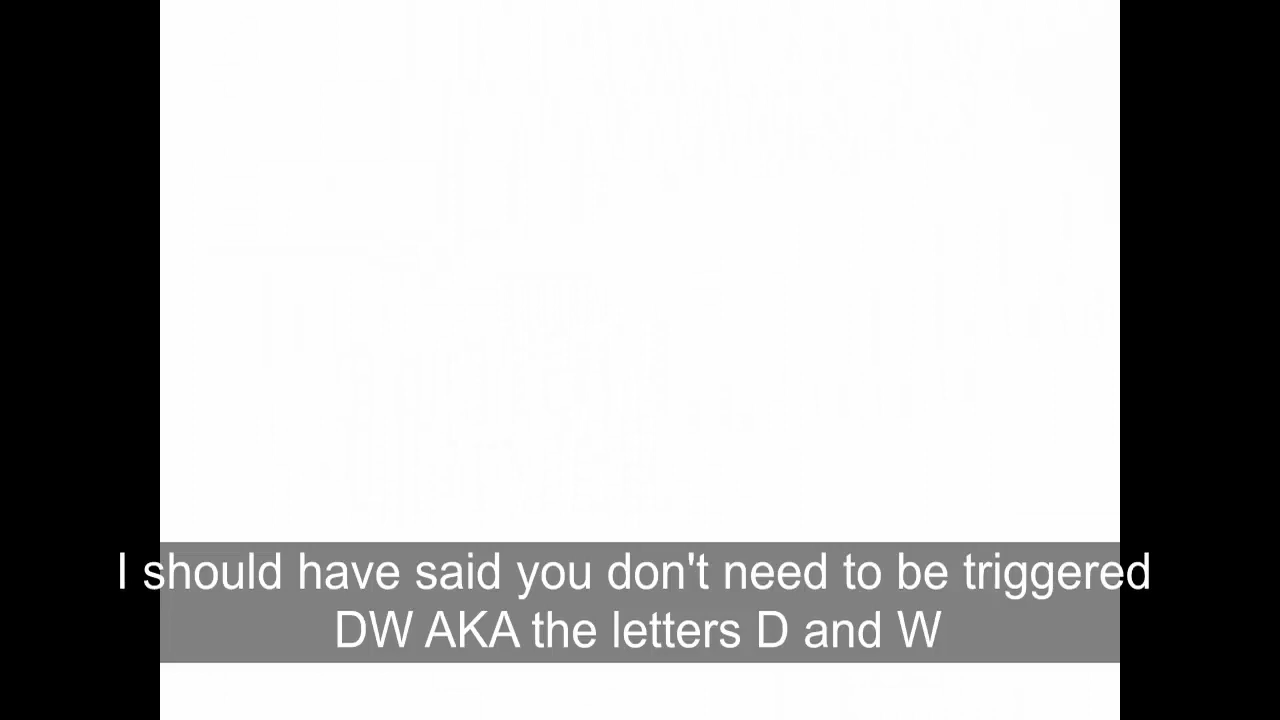 I should have said you don't need to be triggered
DW AKA the letters D and W